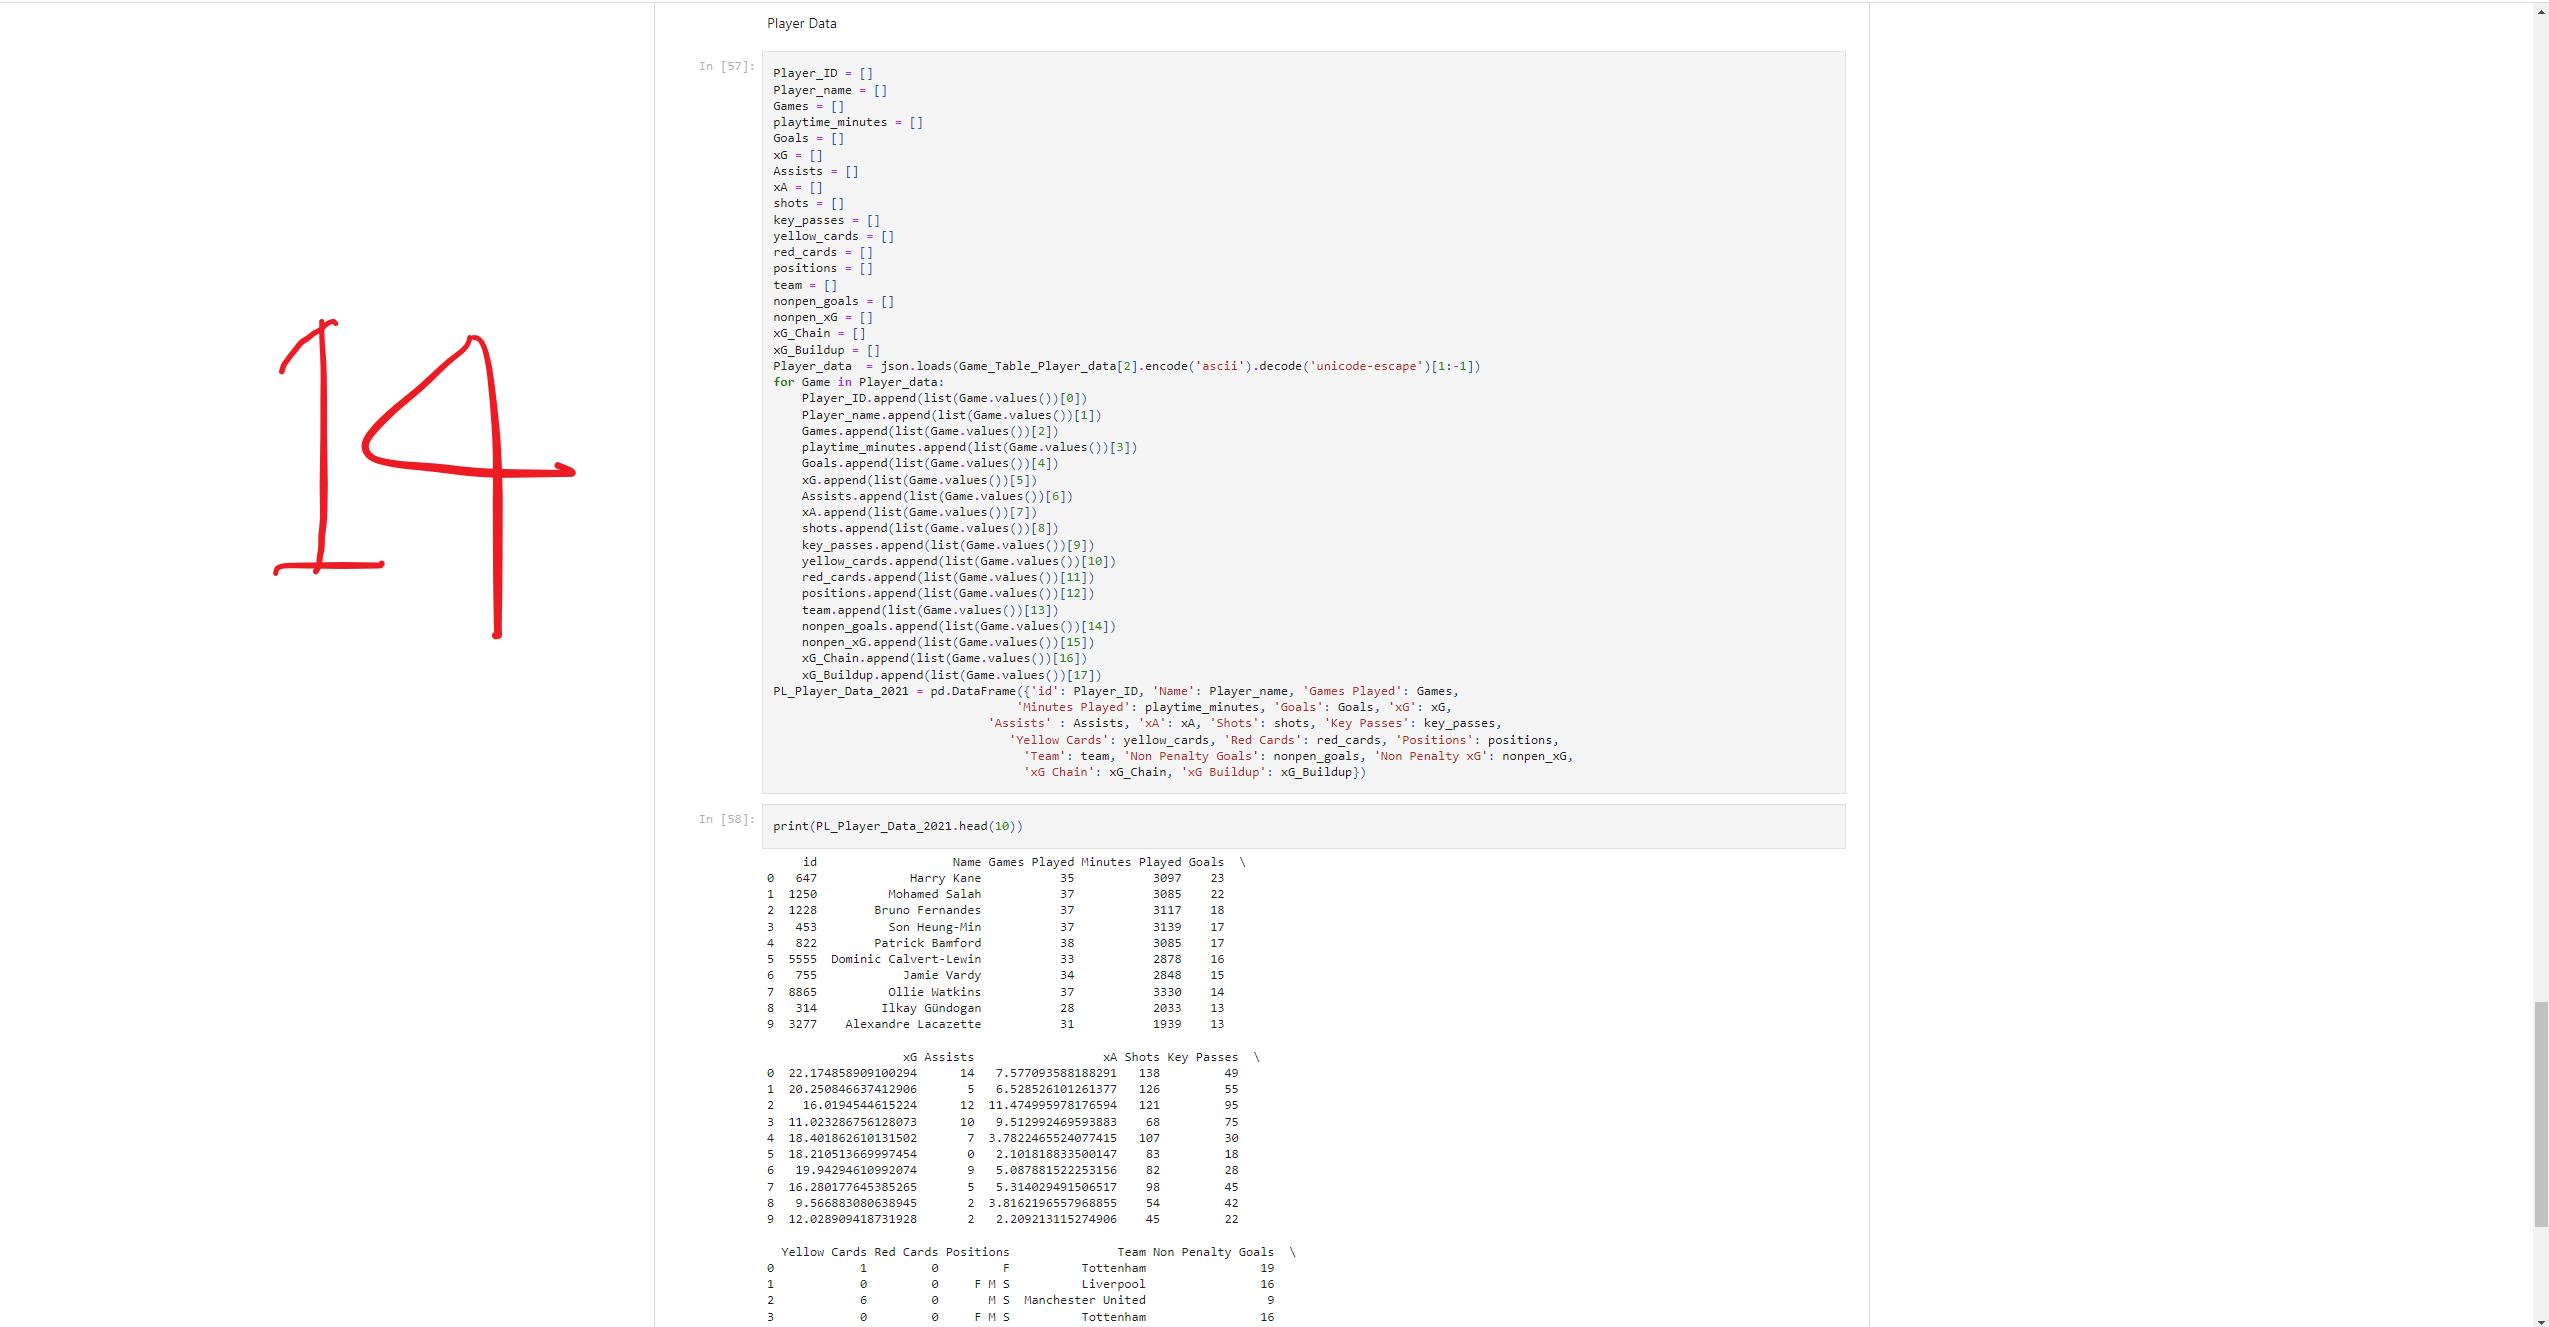 Player Data
In [57]:
Player_ID = []
Player_name = []
Games = []
playtime_minutes = []
Goals = []
xG = []
Assists = []
xA = []
shots = []
key_passes = []
yellow_cards = []
red_cards = []
positions = []
team = []
nonpen_goals = []
nonpen_xG = []
xG_Chain = []
xG_Buildup = []
Player_data  = json.loads(Game_Table_Player_data[2].encode('ascii').decode('unicode-escape')[1:-1])
for Game in Player_data:
    Player_ID.append(list(Game.values())[0])
    Player_name.append(list(Game.values())[1])
    Games.append(list(Game.values())[2])
    playtime_minutes.append(list(Game.values())[3])
    Goals.append(list(Game.values())[4])
    xG.append(list(Game.values())[5])
    Assists.append(list(Game.values())[6])
    xA.append(list(Game.values())[7])
    shots.append(list(Game.values())[8])
    key_passes.append(list(Game.values())[9])
    yellow_cards.append(list(Game.values())[10])
    red_cards.append(list(Game.values())[11])
    positions.append(list(Game.values())[12])
    team.append(list(Game.values())[13])
    nonpen_goals.append(list(Game.values())[14])
    nonpen_xG.append(list(Game.values())[15])
    xG_Chain.append(list(Game.values())[16])
    xG_Buildup.append(list(Game.values())[17])
PL_Player_Data_2021 = pd.DataFrame({'id': Player_ID, 'Name': Player_name, 'Games Played': Games,
'Minutes Played': playtime_minutes, 'Goals': Goals, 'xG': xG,
'Assists' : Assists, 'xA': xA, 'Shots': shots, 'Key Passes': key_passes,
'Yellow Cards': yellow_cards, 'Red Cards': red_cards, 'Positions': positions,
'Team': team, 'Non Penalty Goals': nonpen_goals, 'Non Penalty xG': nonpen_xG,
'xG Chain': xG_Chain, 'xG Buildup': xG_Buildup})
14
In [58]:
print(PL_Player_Data_2021.head(10))
id Name Games Played Minutes Played Goals \
0 647 Harry Kane 35 3097 23
1 1250 Mohamed Salah 37 3085 22
2 1228 Bruno Fernandes 37 3117 18
3 453 Son Heung-Min 37 3139 17
4 822 Patrick Bamford 38 3085 17
5 5555 Dominic Calvert-Lewin 33 2878 16
6 755 Jamie Vardy 34 2848 15
7 8865 Ollie Watkins 37 3330 14
8 314 Ilkay Gündogan 28 2033 13
9 3277 Alexandre Lacazette 31 1939 13
xG Assists xA Shots Key Passes \
0 22.174858909100294 14 7.577093588188291 138 49
1 20.250846637412906 5 6.528526101261377 126 55
2 16.0194544615224 12 11.474995978176594 121 95
3 11.023286756128073 10 9.512992469593883 68 75
4 18.401862610131502 7 3.7822465524077415 107 30
5 18.210513669997454 0 2.101818833500147 83 18
6 19.94294610992074 9 5.087881522253156 82 28
7 16.280177645385265 5 5.314029491506517 98 45
8 9.566883080638945 2 3.8162196557968855 54 42
9 12.028909418731928 2 2.209213115274906 45 22
Yellow Cards Red Cards Positions Team Non Penalty Goals \
0 1 0 F Tottenham 19
1 0 0 F M S Liverpool 16
2 6 0 M S Manchester United 9
3 0 0 F M S Tottenham 16